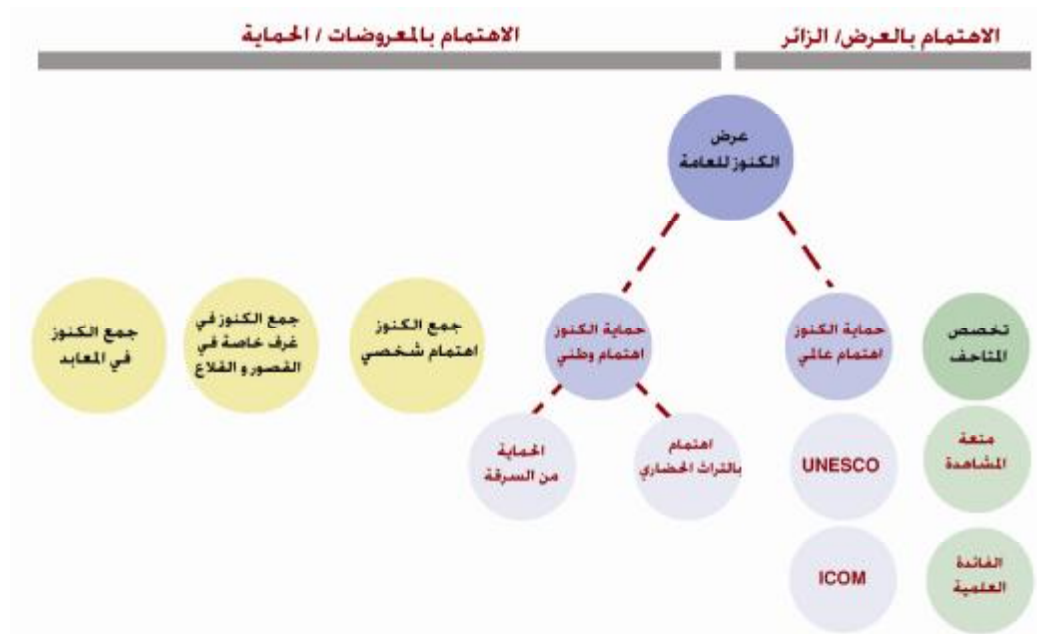 الاهتمام بالعرض/ الزائر
الاهتمام بالمعروضات / الحماية
عرض
الكنوز للعامة
تخصص
المتاحف
حماية الكنوز
اهتمام عالمي
حماية الكنوز
اهتمام وطني
جمع الكنوز
اهتمام شخصي
جمع الكنوز في
غرف خاصة في
القصور و القلاع
جمع الكنوز
في المعابد
متعة
المشاهدة
UNESCO
اهتمام
بالتراث الحضاري
الحماية
من السرقة
الفائدة
العلمية
ICOM